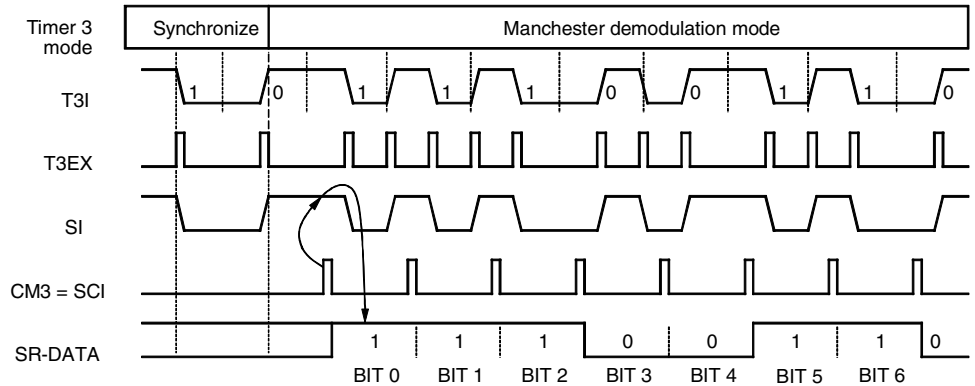 Timer 3
mode
Synchronize
Manchester demodulation mode
T3I
1 0 1 1 1 0 0 1 1 0
T3EX
SI
CM3 = SCI
SR-DATA
1 1 1 0 0 1 1 0
BIT 0 BIT 1 BIT 2 BIT 3 BIT 4 BIT 5 BIT 6